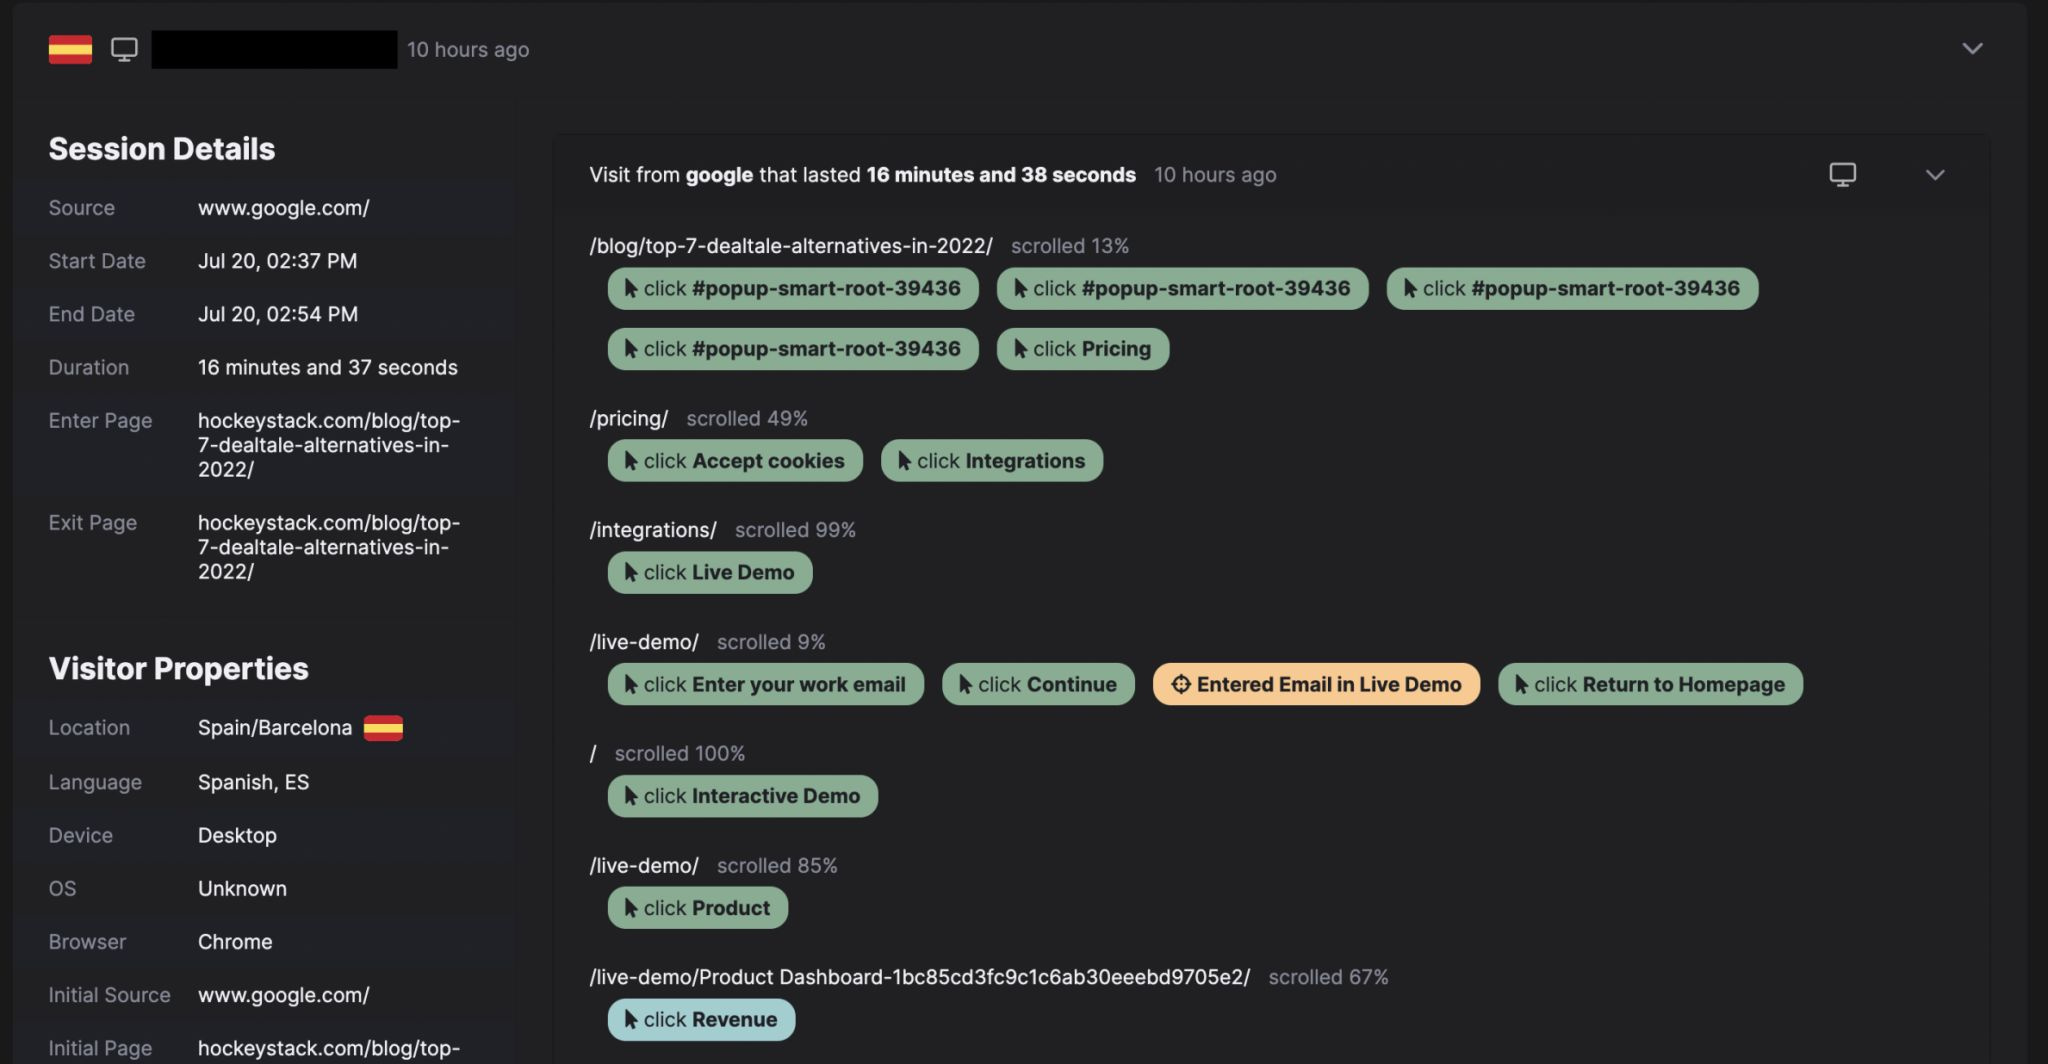 10 hours ago
Session Details
Source www.google.com/
Start Date Jul 20, 02:37 PM
End Date Jul 20, 02:54 PM
Duration 16 minutes and 37 seconds
Enter Page hockeystack.com/blog/top-
7-dealtale-alternatives-in-
2022/
Exit Page hockeystack.com/blog/top-
7-dealtale-alternatives-in-
2022/
Visitor Properties
Location Spain/Barcelona
Language Spanish, ES
Device Desktop
OS Unknown
Browser Chrome
Initial Source www.google.com/
Initial Page hockeystack.com/blog/top-
Visit from google that lasted 16 minutes and 38 seconds 10 hours ago
/blog/top-7-dealtale-alternatives-in-2022/ scrolled 13%
click #popup-smart-root-39436 click #popup-smart-root-39436 click #popup-smart-root-39436
click #popup-smart-root-39436 click Pricing
/pricing/ scrolled 49%
click Accept cookies click Integrations
/integrations/ scrolled 99%
click Live Demo
/live-demo/ scrolled 9%
click Enter your work email click Continue Entered Email in Live Demo click Return to Homepage
/ scrolled 100%
click Interactive Demo
/live-demo/ scrolled 85%
click Product
/live-demo/Product Dashboard-1bc85cd3fc9c1c6ab30eeebd9705e2/ scrolled 67%
click Revenue